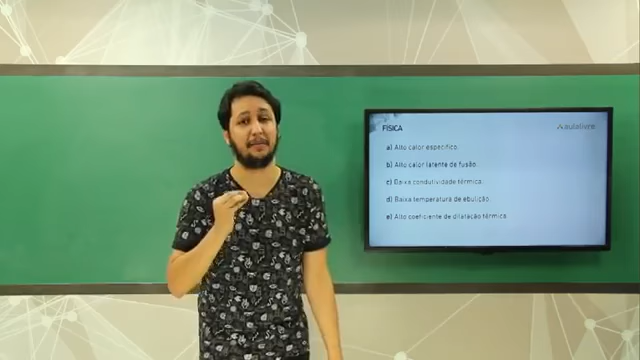 FÍSICA
aulalivre
a) Alto calor específico.
b) Alto calor latente de fusão.
c) Baixa condutividade térmica.
d) Baixa temperatura de ebulição.
e) Alto coeficiente de dilatação térmica.